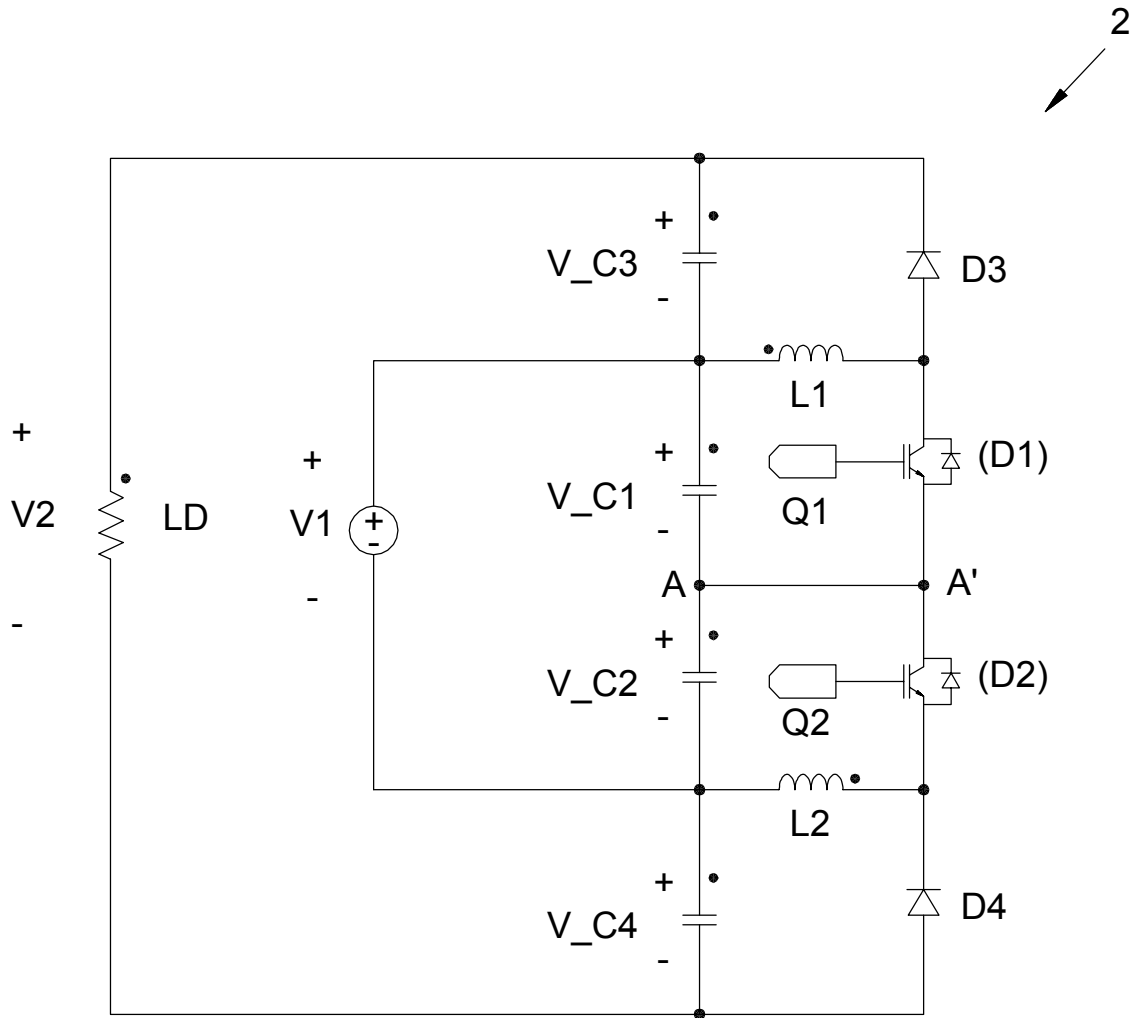 2
+
V_C3
-
D3
L1
+
V2
-
LD
+
V1
-
+
V_C1
-
Q1
(D1)
+
-
A
A'
+
V_C2
-
Q2
(D2)
L2
+
V_C4
-
D4